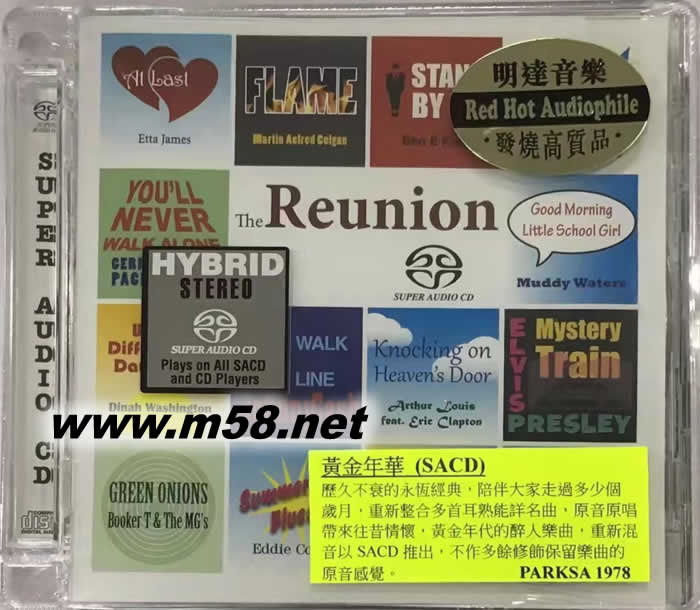 At Last
Etta James
FLAME
Martin Aelred Colgan
STAN
BY
明達音樂
Red Hot Audiophile
·發燒高質品·
YOU'LL
NEVER
WALK ALONE
The Reunion
SUPER AUDIO CD
Good Morning
Little School Girl
Muddy Waters
HYBRID
STEREO
SUPER AUDIO CD
Plays on All SACD
and CD Players
Dinah Washington
WALK
LINE
Knocking on
Heaven's Door
Arthur Louis
feat. Eric Clapton
ELVIS
Mystery
Train
PRESLEY
www.m58.net
GREEN ONIONS
Booker T & The MG's
Summer
Blues
Eddie Co
黃金年華 (SACD)
歷久不衰的永恆經典，陪伴大家走過多少個
歲月，重新整合多首耳熟能詳名曲，原音原唱
帶來往昔情懷，黃金年代的醉人樂曲，重新混
音以 SACD 推出，不作多餘修飾保留樂曲的
原音感覺。
PARKSA 1978
SUPER AUDIO CD